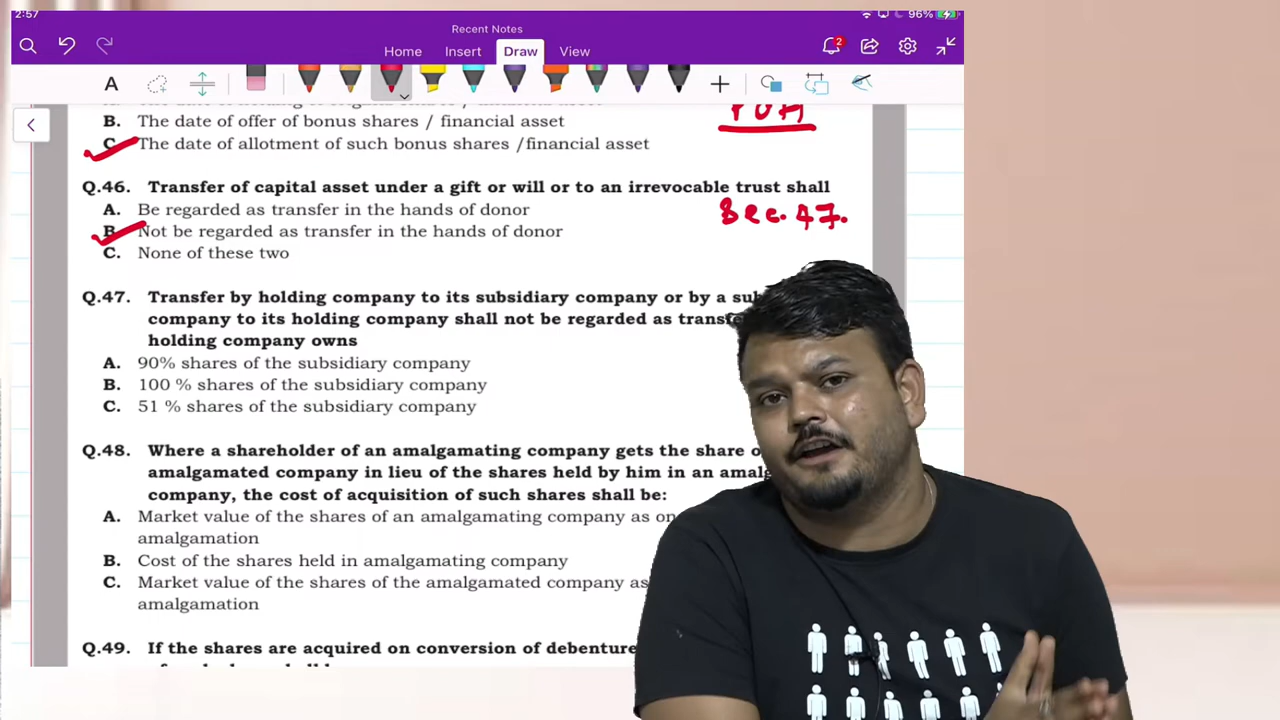 2:57
96%
Recent Notes
2
Home Insert Draw View
B. The date of offer of bonus shares / financial asset
C. The date of allotment of such bonus shares /financial asset
Q.46. Transfer of capital asset under a gift or will or to an irrevocable trust shall
A. Be regarded as transfer in the hands of donor
Sec. 47.
B. Not be regarded as transfer in the hands of donor
C. None of these two
Q.47. Transfer by holding company to its subsidiary company or by a
company to its holding company shall not be regarded as
holding company owns
A. 90% shares of the subsidiary company
B. 100 % shares of the subsidiary company
C. 51 % shares of the subsidiary company
Q.48. Where a shareholder of an amalgamating company gets the share
amalgamated company in lieu of the shares held by him in an
company, the cost of acquisition of such shares shall be:
A. Market value of the shares of an amalgamating company as on
amalgamation
B. Cost of the shares held in amalgamating company
C. Market value of the shares of the amalgamated company as
amalgamation
Q.49. If the shares are acquired on conversion of